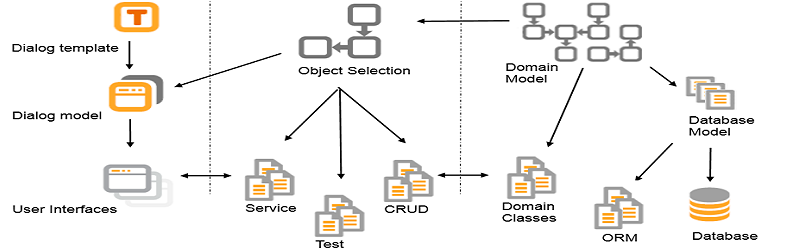 T
Dialog template
Object Selection
Domain
Model
Dialog model
Database
Model
User Interfaces
Service
Test
CRUD
Domain
Classes
ORM
Database